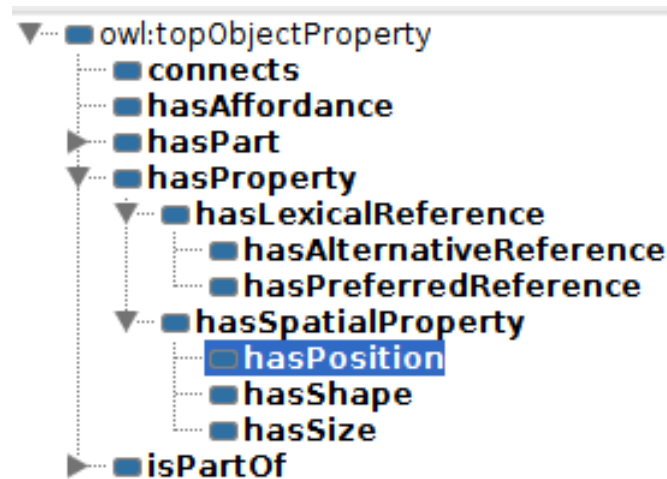 owl:topObjectProperty
connects
hasAffordance
hasPart
hasProperty
hasLexicalReference
hasAlternativeReference
hasPreferredReference
hasSpatialProperty
hasPosition
hasShape
hasSize
isPartOf